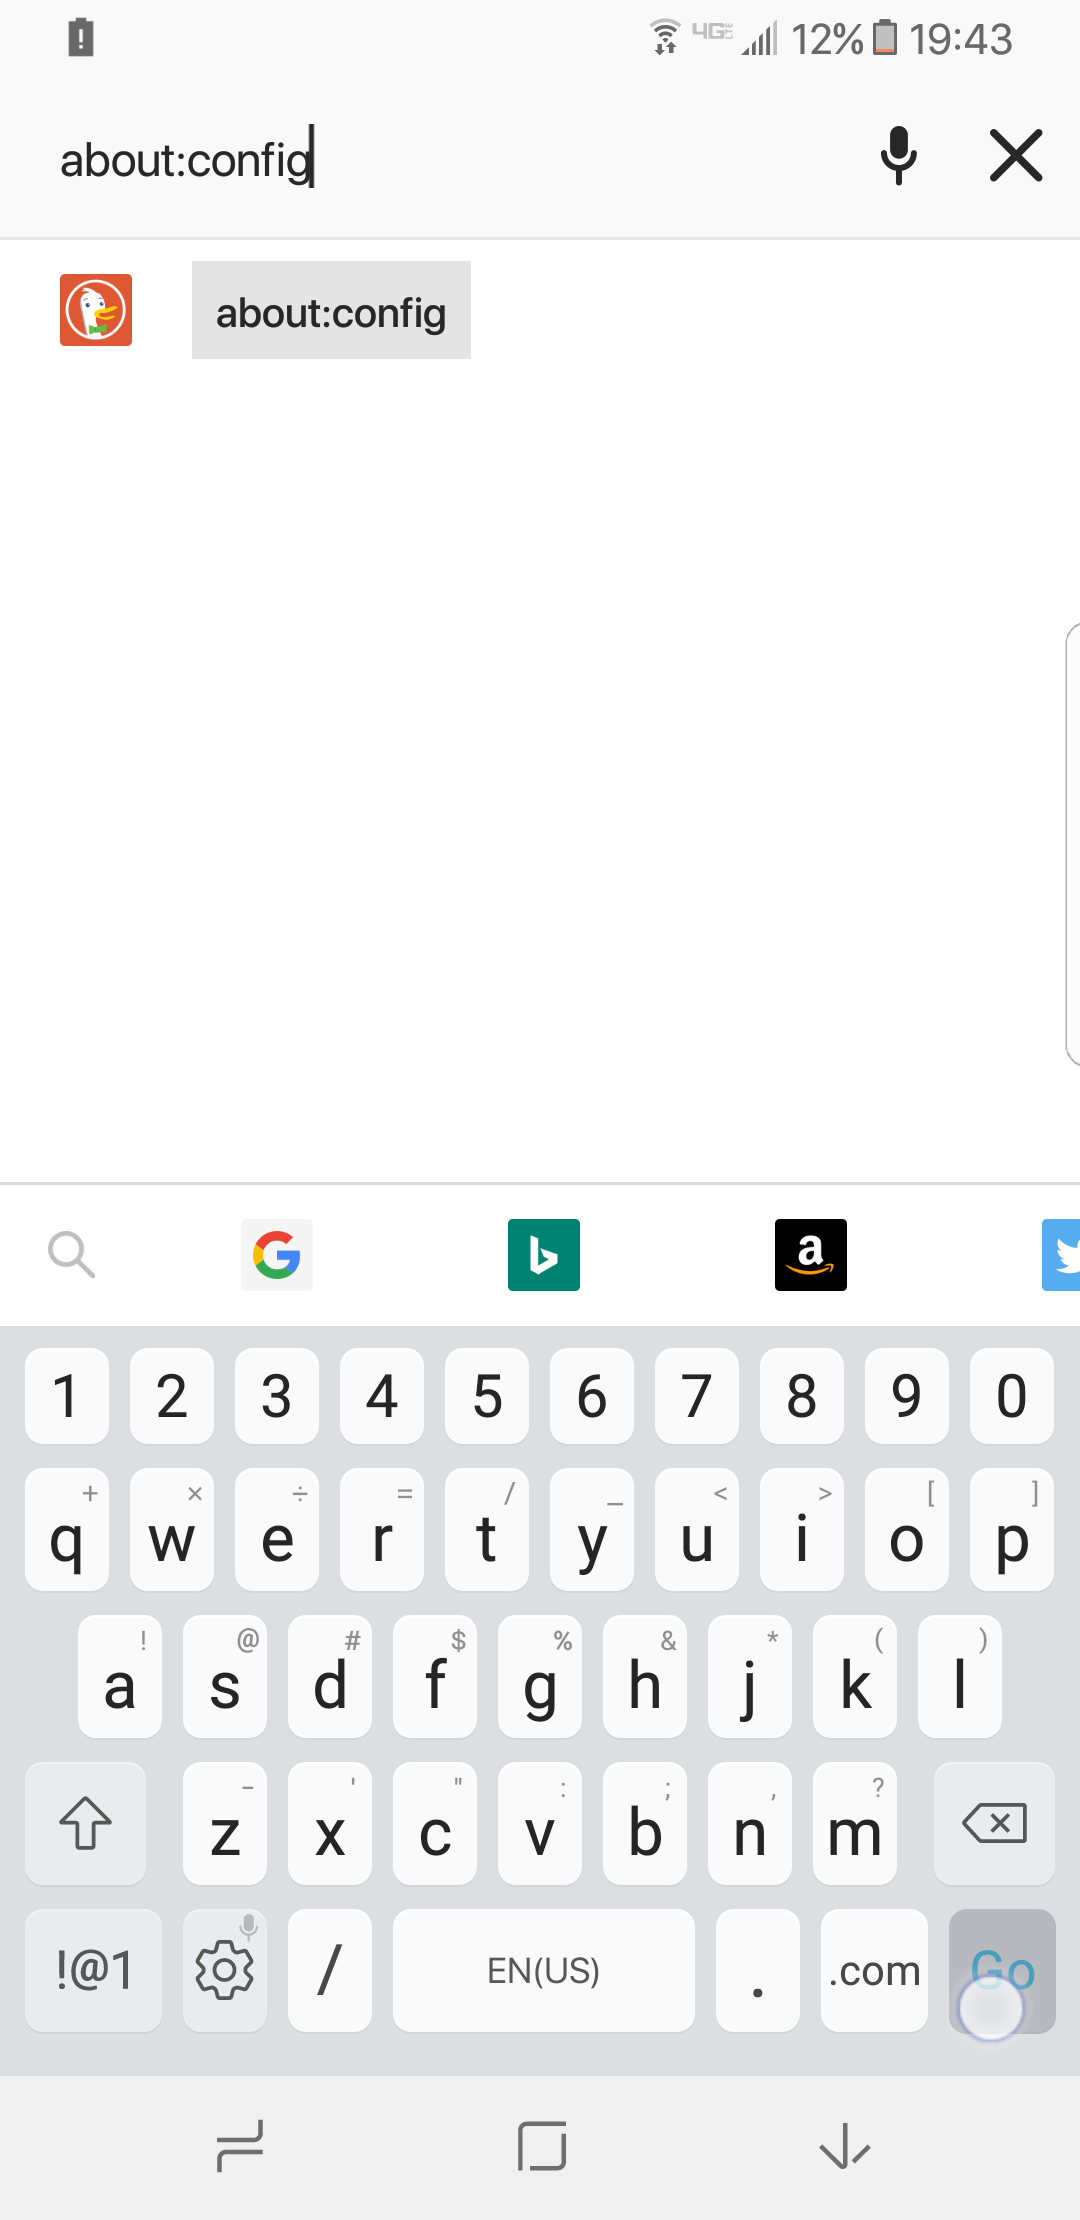 4GE 12% 19:43
about:config
about:config
G b a
1 2 3 4 5 6 7 8 9 0
+ × ÷ = / _ < > [ ]
q w e r t y u i o p
! @ # $ % & * ( )
a s d f g h j k l
- ' " : ; , ?
z x c v b n m
!@1 / EN(US) . .com Go